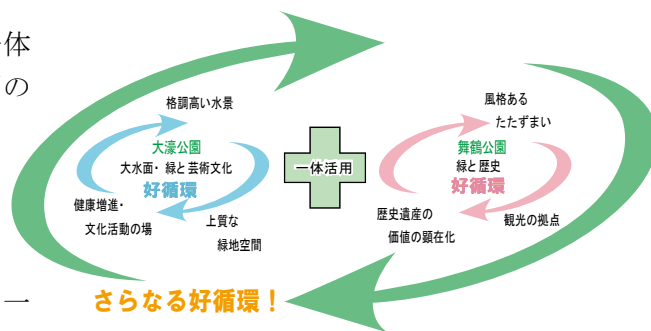 体
の
一
格調高い水景
大濠公園
大水面・緑と芸術文化
好循環
健康増進・
文化活動の場
上質な
緑地空間
一体活用
風格ある
たたずまい
舞鶴公園
緑と歴史
好循環
歴史遺産の
価値の顕在化
観光の拠点
さらなる好循環！